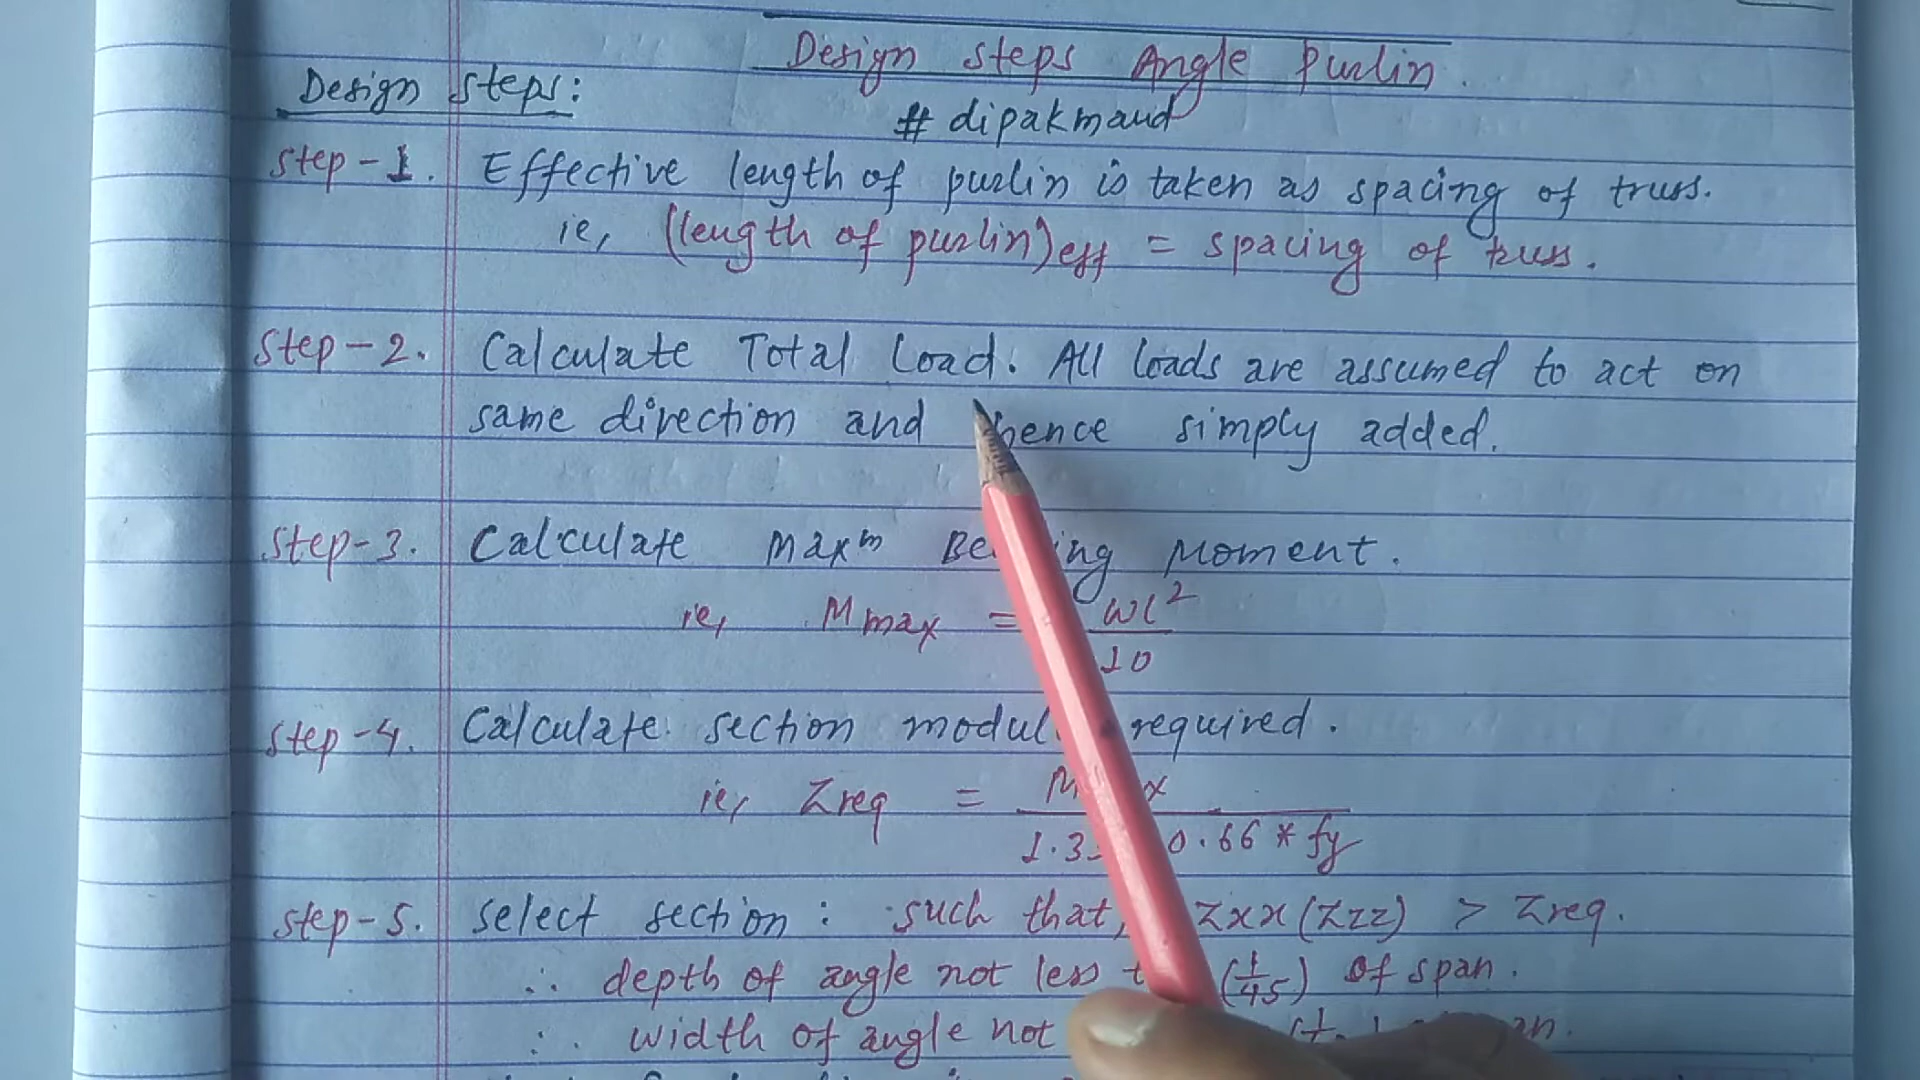 Design steps Angle Purlin.
Design steps:
# dipakmaud
Step-1. Effective length of purlin is taken as spacing of truss.
ie, (length of purlin)eff = spacing of truss.
Step-2. Calculate Total Load. All loads are assumed to act on
same direction and hence simply added.
Step-3. Calculate Maxm Moment.
ie, M max = wl²/10
Step-4. Calculate section required.
ie, Zreq = 0.66 * fy
Step-5. select section: such that, Zxx (Zzz) > Zreq.
∴ depth of angle not less (1/45) of span.
∴ width of angle not